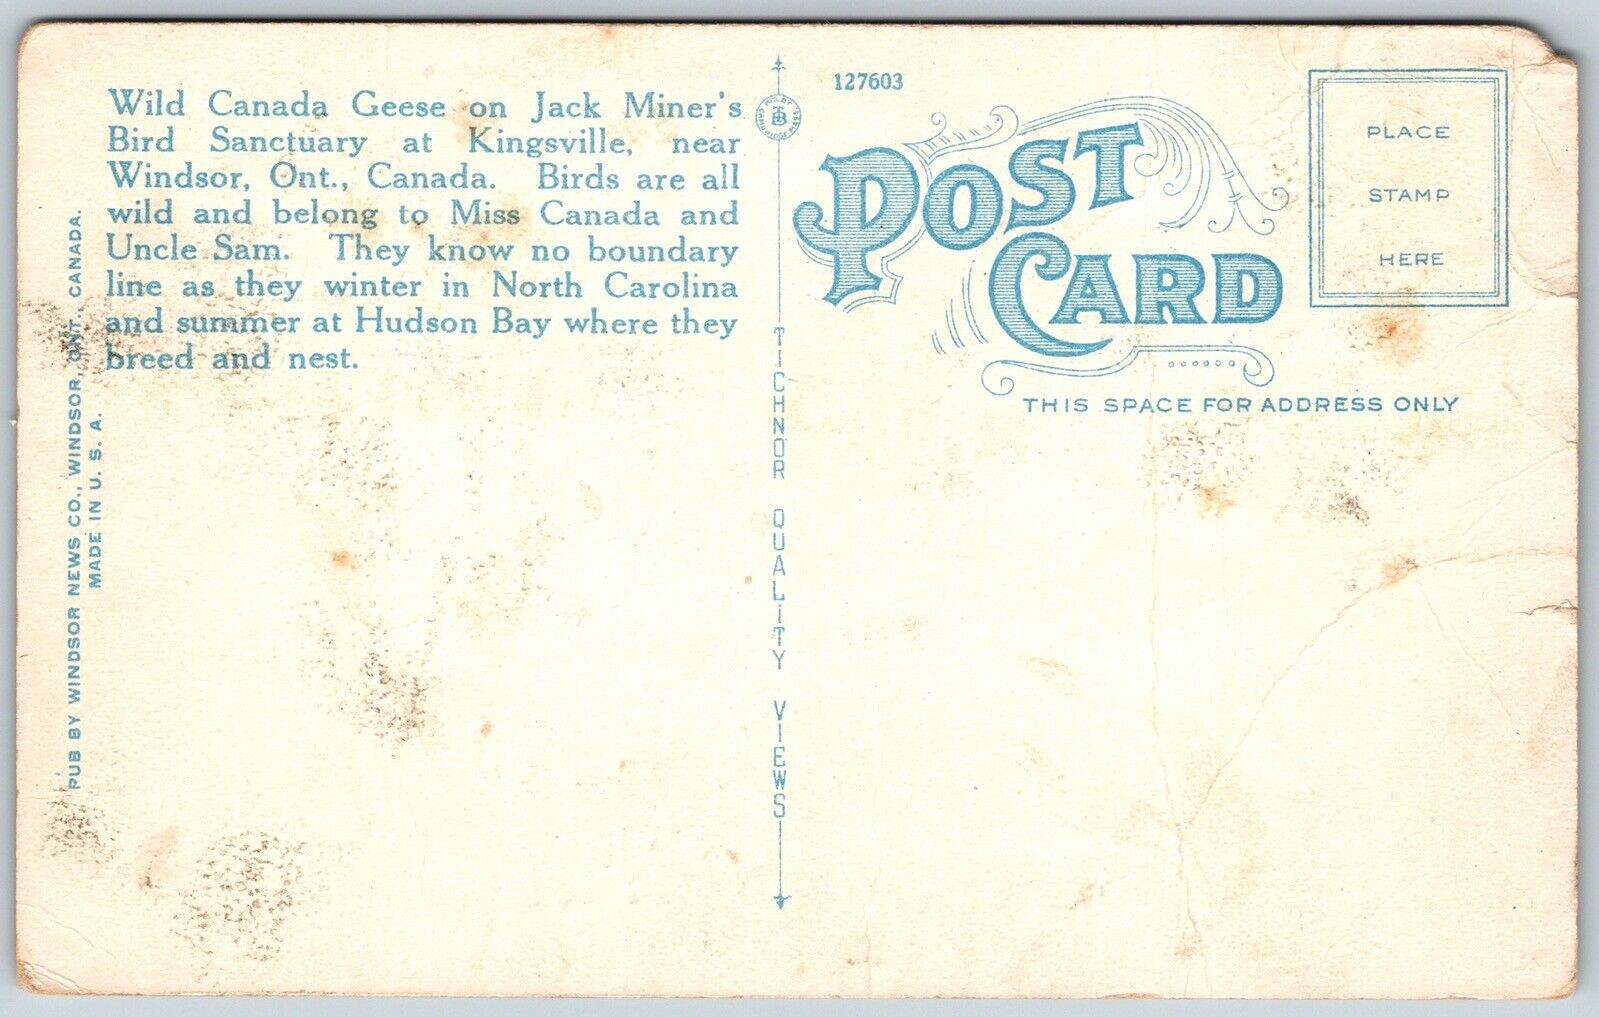 Wild Canada Geese on Jack Miner's
Bird Sanctuary at Kingsville, near
Windsor, Ont., Canada. Birds are all
wild and belong to Miss Canada and
Uncle Sam. They know no boundary
line as they winter in North Carolina
and summer at Hudson Bay where they
breed and nest.
PUB BY WINDSOR NEWS CO., WINDSOR, ONT., CANADA.
MADE IN U. S. A.
TICHNOR QUALITY VIEWS
127603
POST
CARD
PLACE
STAMP
HERE
THIS SPACE FOR ADDRESS ONLY